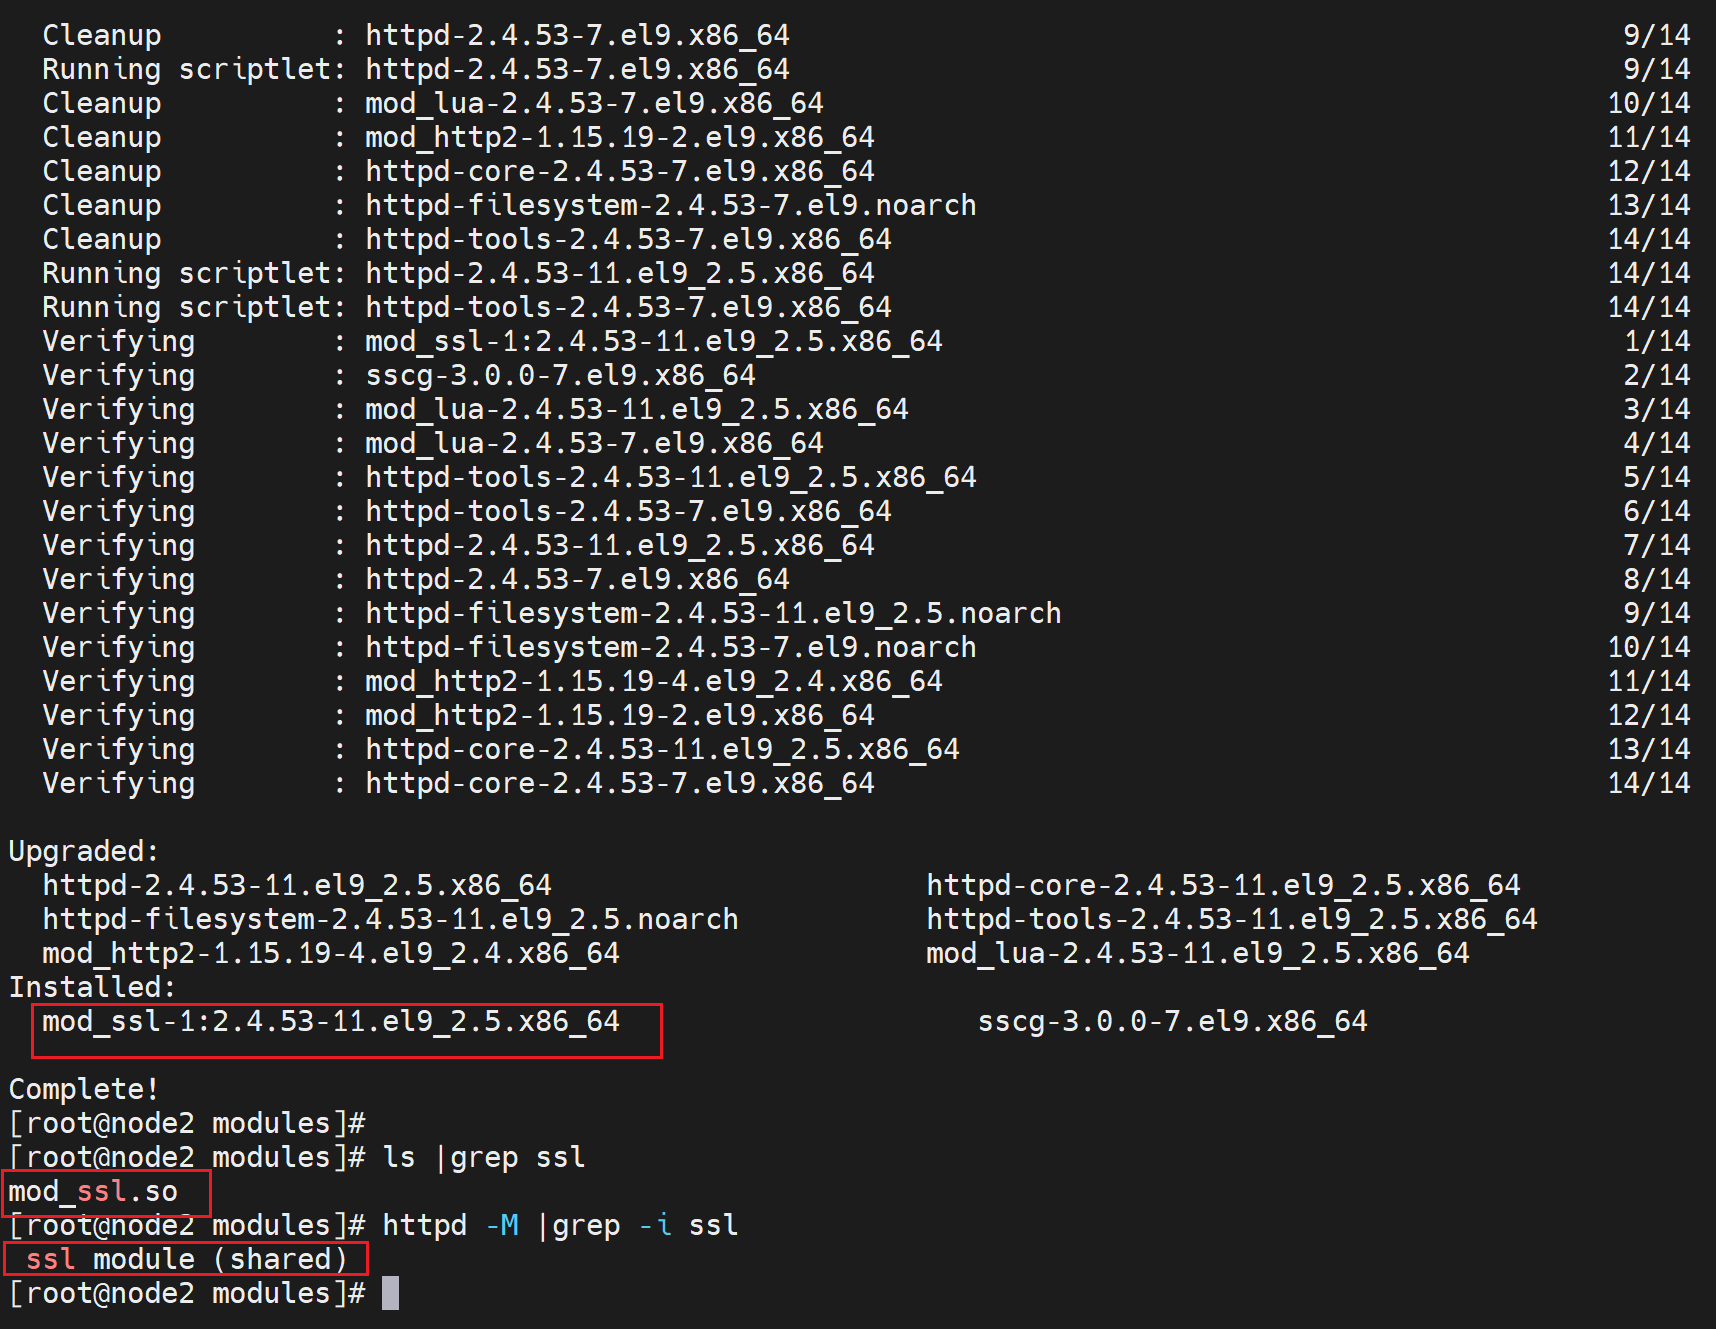 Cleanup : httpd-2.4.53-7.el9.x86_64 9/14
Running scriptlet: httpd-2.4.53-7.el9.x86_64 9/14
Cleanup : mod_lua-2.4.53-7.el9.x86_64 10/14
Cleanup : mod_http2-1.15.19-2.el9.x86_64 11/14
Cleanup : httpd-core-2.4.53-7.el9.x86_64 12/14
Cleanup : httpd-filesystem-2.4.53-7.el9.noarch 13/14
Cleanup : httpd-tools-2.4.53-7.el9.x86_64 14/14
Running scriptlet: httpd-2.4.53-11.el9_2.5.x86_64 14/14
Running scriptlet: httpd-tools-2.4.53-7.el9.x86_64 14/14
Verifying : mod_ssl-1:2.4.53-11.el9_2.5.x86_64 1/14
Verifying : sscg-3.0.0-7.el9.x86_64 2/14
Verifying : mod_lua-2.4.53-11.el9_2.5.x86_64 3/14
Verifying : mod_lua-2.4.53-7.el9.x86_64 4/14
Verifying : httpd-tools-2.4.53-11.el9_2.5.x86_64 5/14
Verifying : httpd-tools-2.4.53-7.el9.x86_64 6/14
Verifying : httpd-2.4.53-11.el9_2.5.x86_64 7/14
Verifying : httpd-2.4.53-7.el9.x86_64 8/14
Verifying : httpd-filesystem-2.4.53-11.el9_2.5.noarch 9/14
Verifying : httpd-filesystem-2.4.53-7.el9.noarch 10/14
Verifying : mod_http2-1.15.19-4.el9_2.4.x86_64 11/14
Verifying : mod_http2-1.15.19-2.el9.x86_64 12/14
Verifying : httpd-core-2.4.53-11.el9_2.5.x86_64 13/14
Verifying : httpd-core-2.4.53-7.el9.x86_64 14/14
Upgraded:
httpd-2.4.53-11.el9_2.5.x86_64 httpd-core-2.4.53-11.el9_2.5.x86_64
httpd-filesystem-2.4.53-11.el9_2.5.noarch httpd-tools-2.4.53-11.el9_2.5.x86_64
mod_http2-1.15.19-4.el9_2.4.x86_64 mod_lua-2.4.53-11.el9_2.5.x86_64
Installed:
mod_ssl-1:2.4.53-11.el9_2.5.x86_64 sscg-3.0.0-7.el9.x86_64
Complete!
[root@node2 modules]#
[root@node2 modules]# ls |grep ssl
mod_ssl.so
[root@node2 modules]# httpd -M |grep -i ssl
ssl module (shared)
[root@node2 modules]#